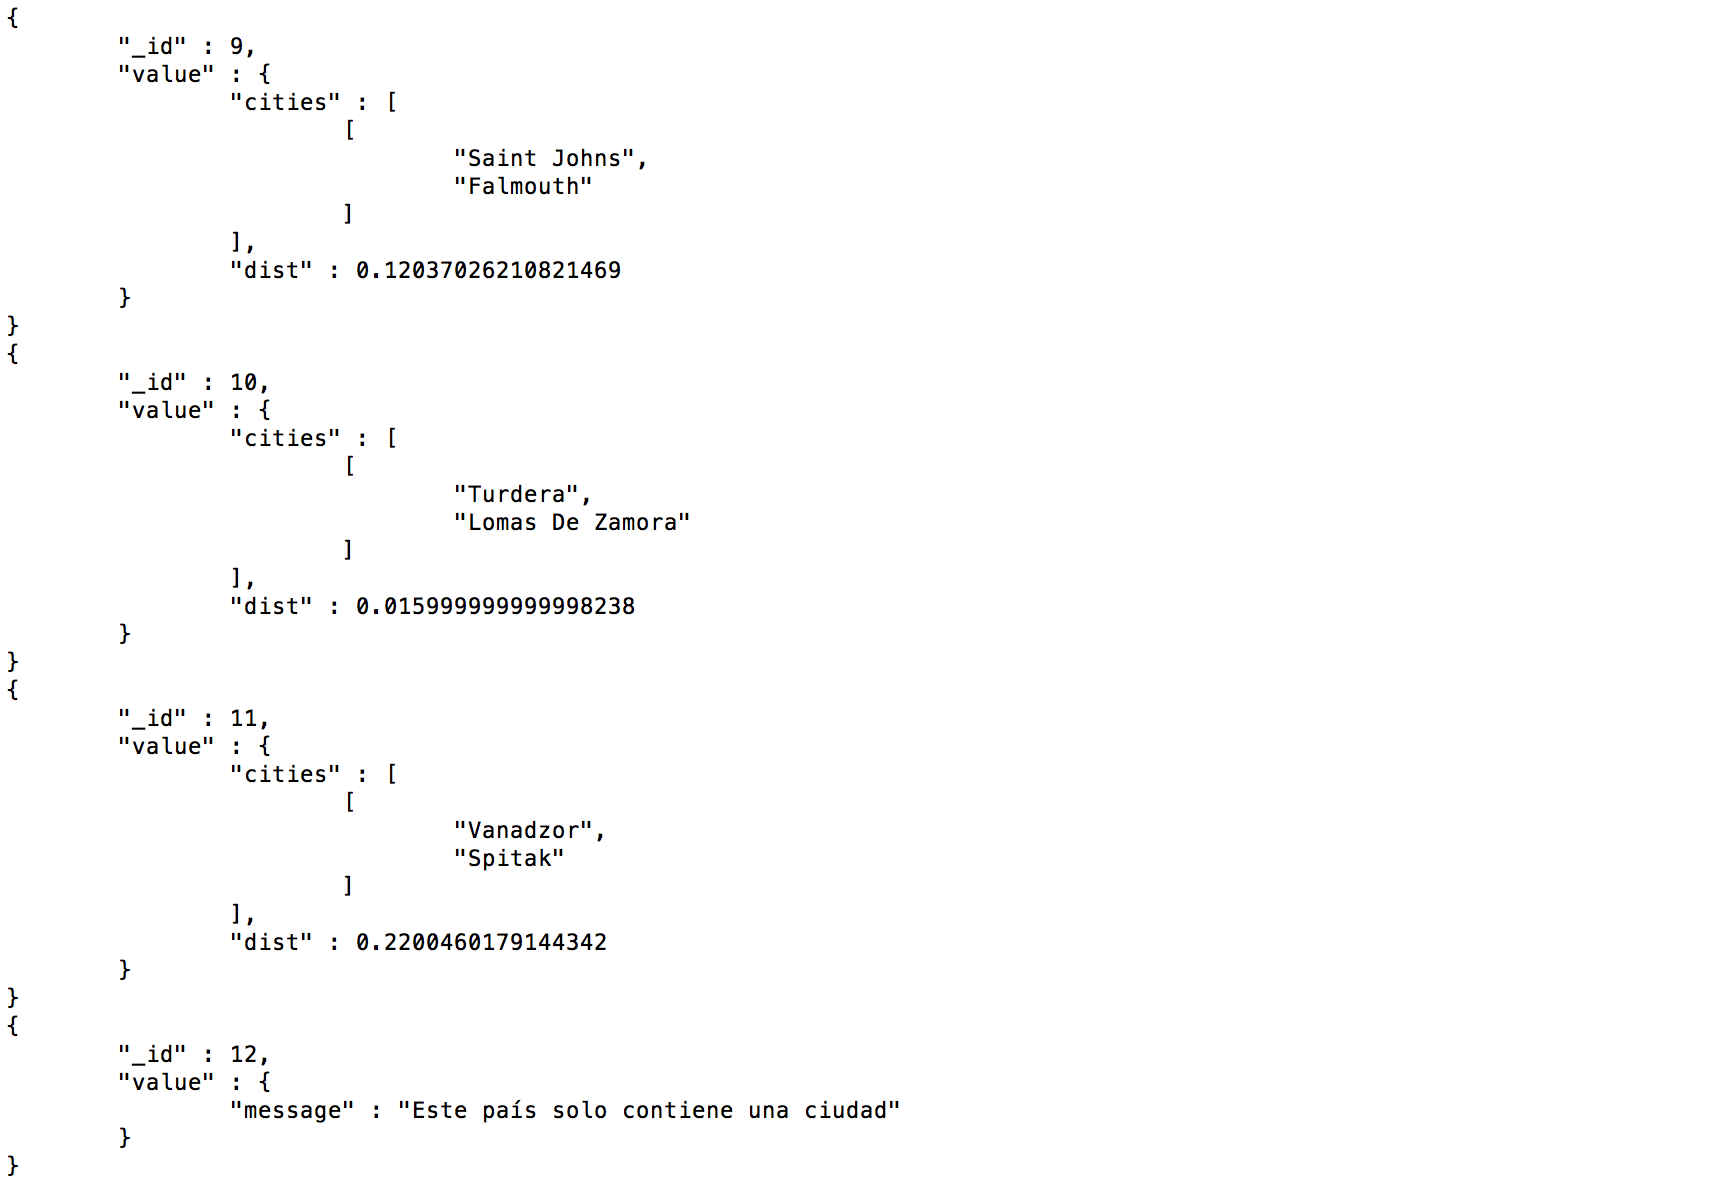 {
	"_id" : 9,
	"value" : {
		"cities" : [
			[
				"Saint Johns",
				"Falmouth"
			]
		],
		"dist" : 0.12037026210821469
	}
}
{
	"_id" : 10,
	"value" : {
		"cities" : [
			[
				"Turdera",
				"Lomas De Zamora"
			]
		],
		"dist" : 0.015999999999998238
	}
}
{
	"_id" : 11,
	"value" : {
		"cities" : [
			[
				"Vanadzor",
				"Spitak"
			]
		],
		"dist" : 0.2200460179144342
	}
}
{
	"_id" : 12,
	"value" : {
		"message" : "Este país solo contiene una ciudad"
	}
}